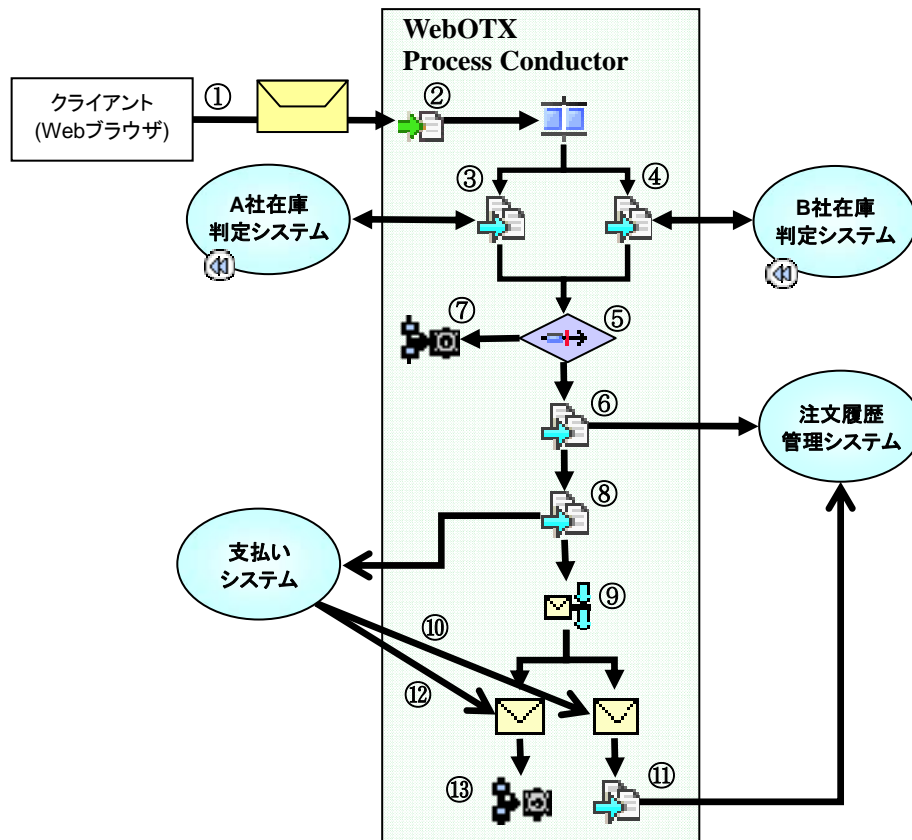 WebOTX
Process Conductor
クライアント
(Webブラウザ)
①
②
③
④
A社在庫
判定システム
B社在庫
判定システム
⑦
⑤
⑥
注文履歴
管理システム
⑧
支払い
システム
⑨
⑩
⑫
⑬
⑪